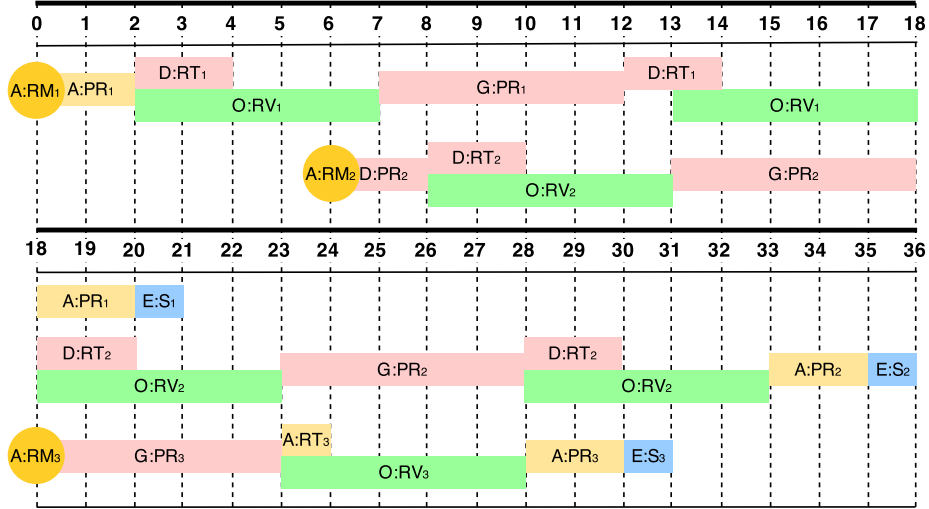 0 1 2 3 4 5 6 7 8 9 10 11 12 13 14 15 16 17 18
D:RT1 D:RT1
A:RM1 A:PR1 G:PR1
O:RV1 O:RV1
D:RT2
A:RM2 D:PR2 G:PR2
O:RV2
18 19 20 21 22 23 24 25 26 27 28 29 30 31 32 33 34 35 36
A:PR1 E:S1
D:RT2 D:RT2
G:PR2 A:PR2 E:S2
O:RV2 O:RV2
A:RT3
A:RM3 G:PR3 A:PR3 E:S3
O:RV3